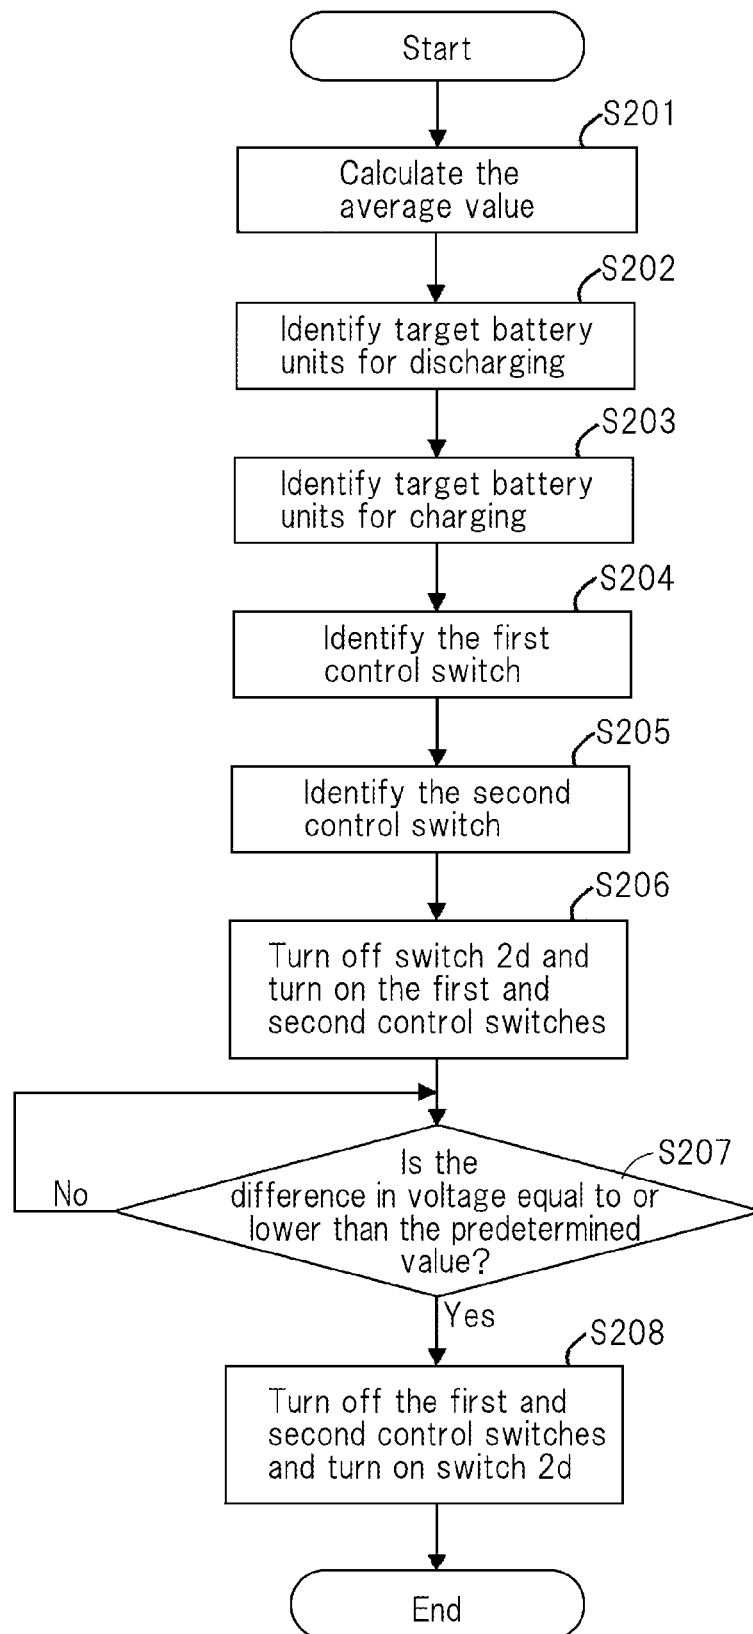 Start
S201
Calculate the
average value
S202
Identify target battery
units for discharging
S203
Identify target battery
units for charging
S204
Identify the first
control switch
S205
Identify the second
control switch
S206
Turn off switch 2d and
turn on the first and
second control switches
S207
Is the
difference in voltage equal to or
lower than the predetermined
value?
No
Yes
S208
Turn off the first and
second control switches
and turn on switch 2d
End